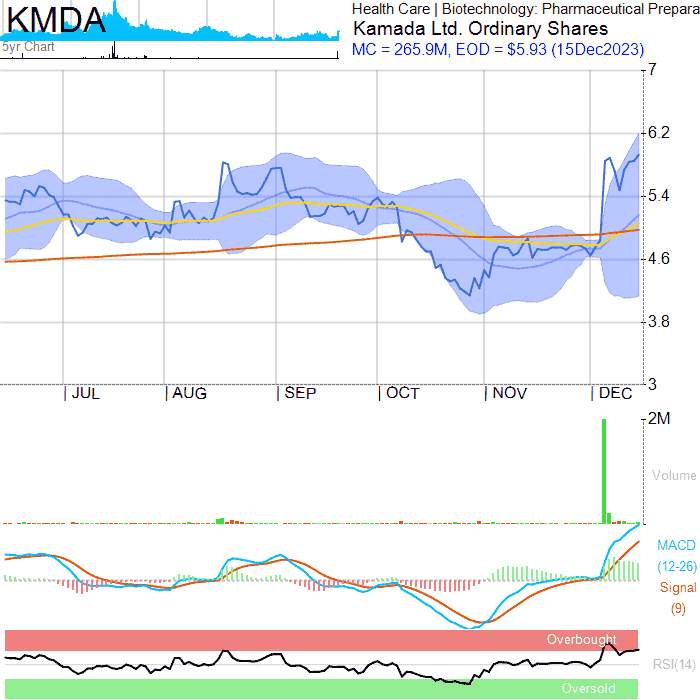 KMDA
5yr Chart
Health Care | Biotechnology: Pharmaceutical Prepara
Kamada Ltd. Ordinary Shares
MC = 265.9M, EOD = $5.93 (15Dec2023)
7
6.2
5.4
4.6
3.8
3
| JUL | AUG | SEP | OCT | NOV | DEC
2M
Volume
MACD
(12-26)
Signal
(9)
Overbought
RSI(14)
Oversold